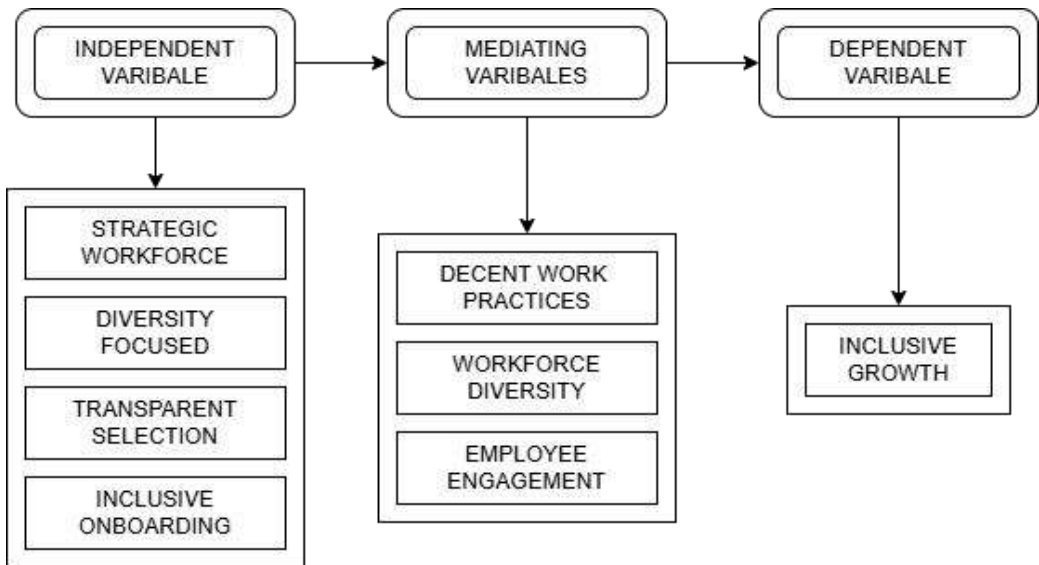 INDEPENDENT
VARIBALE
MEDIATING
VARIBALES
DEPENDENT
VARIBALE
STRATEGIC
WORKFORCE
DIVERSITY
FOCUSED
TRANSPARENT
SELECTION
INCLUSIVE
ONBOARDING
DECENT WORK
PRACTICES
WORKFORCE
DIVERSITY
EMPLOYEE
ENGAGEMENT
INCLUSIVE
GROWTH